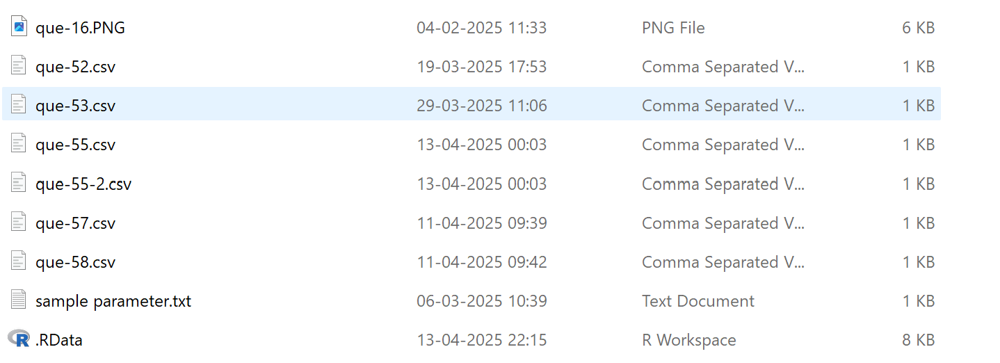 que-16.PNG 04-02-2025 11:33 PNG File 6 KB
que-52.csv 19-03-2025 17:53 Comma Separated V... 1 KB
que-53.csv 29-03-2025 11:06 Comma Separated V... 1 KB
que-55.csv 13-04-2025 00:03 Comma Separated V... 1 KB
que-55-2.csv 13-04-2025 00:03 Comma Separated V... 1 KB
que-57.csv 11-04-2025 09:39 Comma Separated V... 1 KB
que-58.csv 11-04-2025 09:42 Comma Separated V... 1 KB
sample parameter.txt 06-03-2025 10:39 Text Document 1 KB
R .RData 13-04-2025 22:15 R Workspace 8 KB